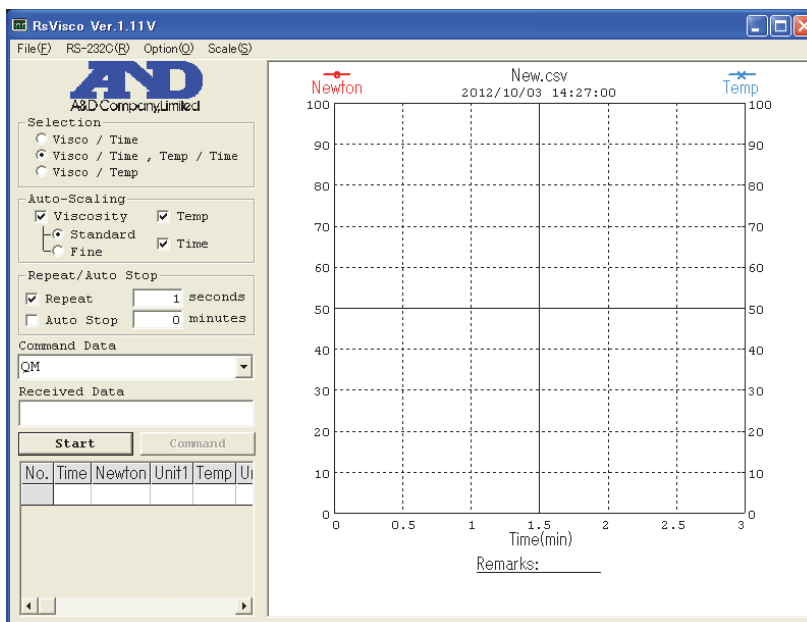 RsVisco Ver.1.11V
File(F) RS-232C(R) Option(O) Scale(S)
AND
A&D Company, Limited
Selection
Visco / Time
Visco / Time , Temp / Time
Visco / Temp
Auto-Scaling
Viscosity Temp
Standard
Time
Fine
Repeat/Auto Stop
Repeat 1 seconds
Auto Stop 0 minutes
Command Data
QM
Received Data
Start Command
No. Time Newton Unit1 Temp
New.csv
Newton 2012/10/03 14:27:00 Temp
100 100
90 90
80 80
70 70
60 60
50 50
40 40
30 30
20 20
10 10
0 0
0 0.5 1 1.5 2 2.5 3
Time(min)
Remarks: